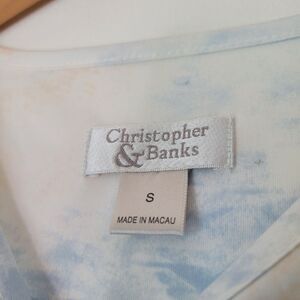 Christopher
& Banks
S
MADE IN MACAU